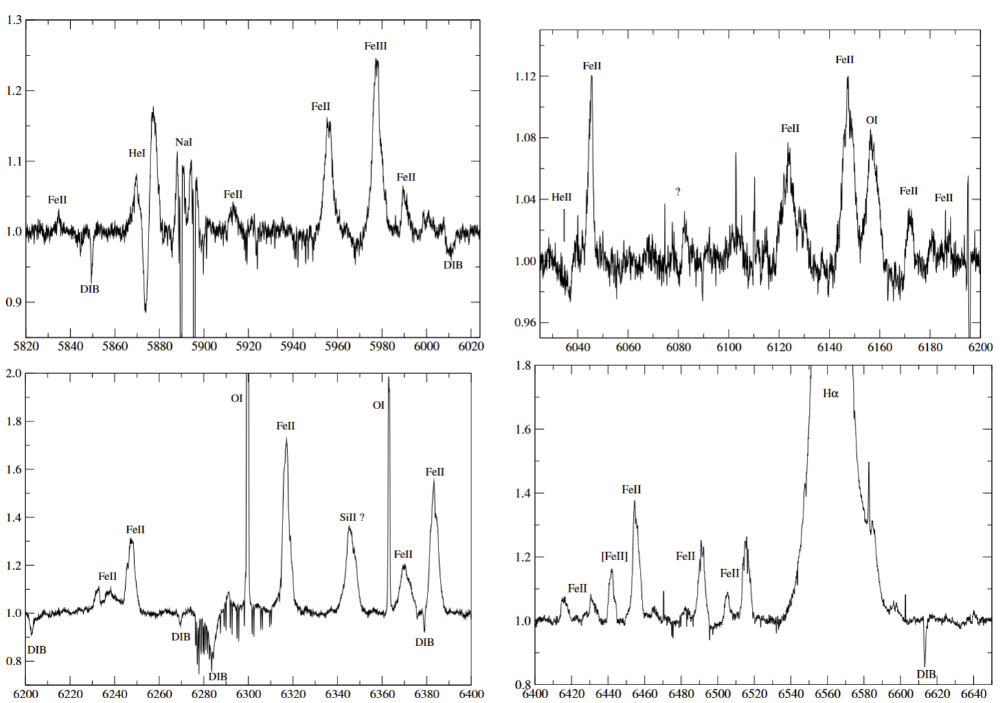 1.3
1.2
1.1
1.0
0.9
FeII
DIB
HeI
NaI
FeII
FeII
FeIII
FeII
DIB
5820 5840 5860 5880 5900 5920 5940 5960 5980 6000 6020
1.12
1.08
1.04
1.00
0.96
HeII
FeII
?
FeII
FeII
OI
FeII
FeII
6040 6060 6080 6100 6120 6140 6160 6180 6200
2.0
1.8
1.6
1.4
1.2
1.0
0.8
DIB
FeII
FeII
DIB
DIB
OI
FeII
SiII ?
OI
FeII
DIB
FeII
6200 6220 6240 6260 6280 6300 6320 6340 6360 6380 6400
1.8
1.6
1.4
1.2
1.0
0.8
FeII
[FeII]
FeII
FeII
FeII
Hα
DIB
6400 6420 6440 6460 6480 6500 6520 6540 6560 6580 6600 6620 6640